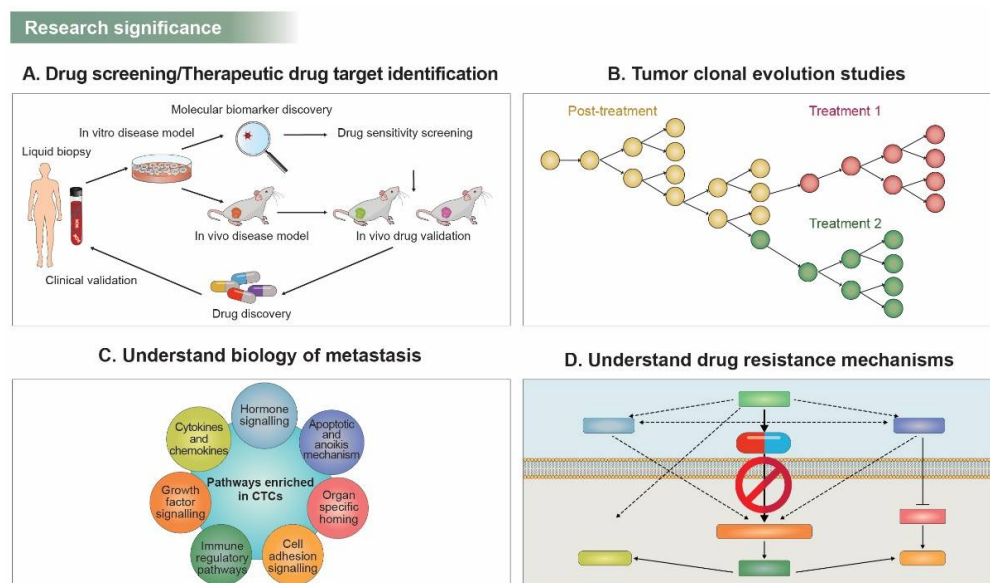 Research significance
A. Drug screening/Therapeutic drug target identification
Molecular biomarker discovery
In vitro disease model
Drug sensitivity screening
Liquid biopsy
In vivo disease model
In vivo drug validation
Clinical validation
Drug discovery
B. Tumor clonal evolution studies
Post-treatment
Treatment 1
Treatment 2
C. Understand biology of metastasis
Hormone
signalling
Cytokines
and
chemokines
Apoptotic
and
anoikis
mechanism
Pathways enriched
in CTCs
Growth
factor
signalling
Organ
specific
homing
Immune
regulatory
pathways
Cell
adhesion
signalling
D. Understand drug resistance mechanisms